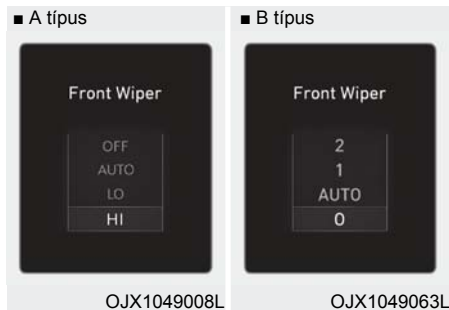 ■ A típus
Front Wiper
OFF
AUTO
LO
HI
OJX1049008L
■ B típus
Front Wiper
2
1
AUTO
0
OJX1049063L